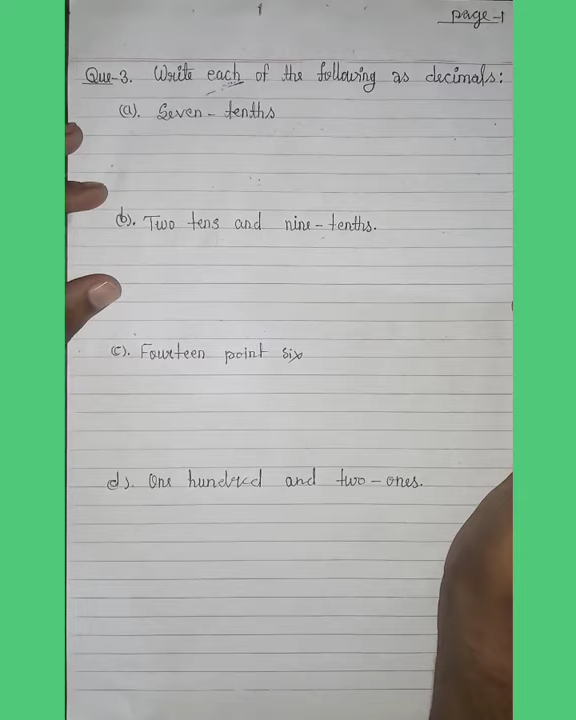 page-1
Que-3. Write each of the following as decimals:
(a). Seven-tenths
(b). Two tens and nine-tenths.
(c). Fourteen point six
d). One hundred and two-ones.